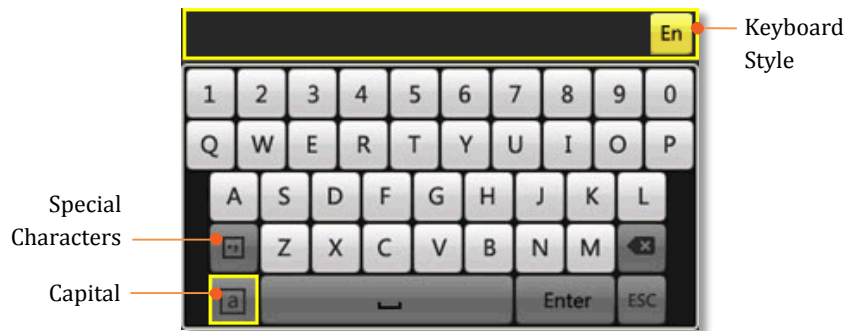 En
Keyboard
Style
1 2 3 4 5 6 7 8 9 0
Q W E R T Y U I O P
A S D F G H J K L
Special
Characters
Z X C V B N M
Capital
a
Enter ESC